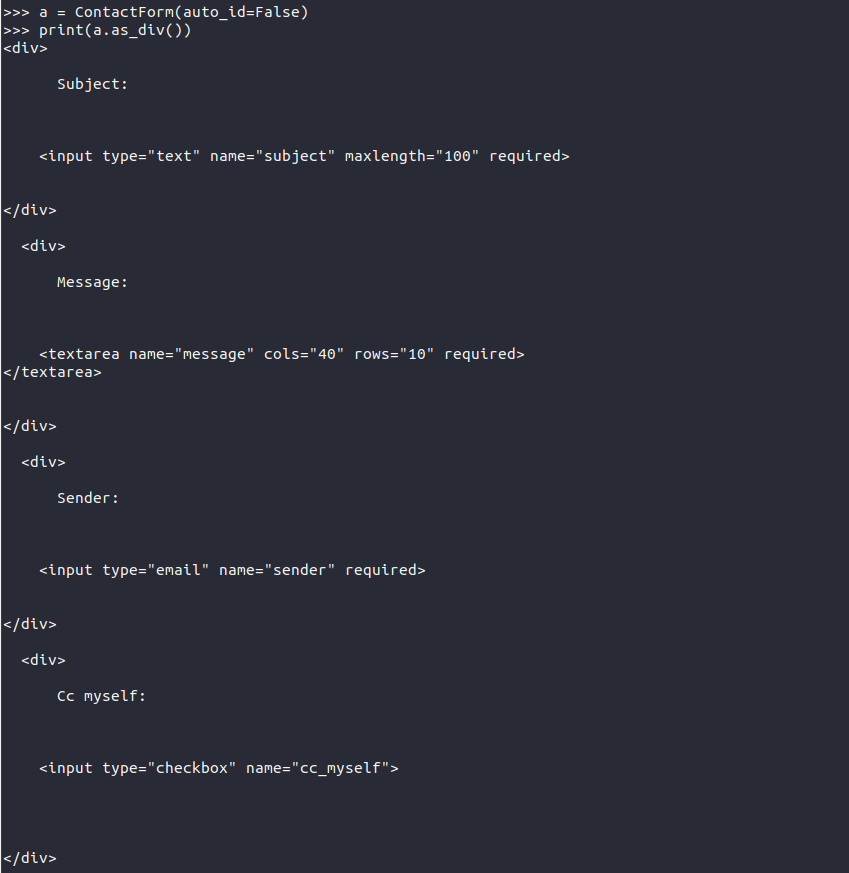 >>> a = ContactForm(auto_id=False)
>>> print(a.as_div())
<div>
Subject:
<input type="text" name="subject" maxlength="100" required>
</div>
<div>
Message:
<textarea name="message" cols="40" rows="10" required>
</textarea>
</div>
<div>
Sender:
<input type="email" name="sender" required>
</div>
<div>
Cc myself:
<input type="checkbox" name="cc_myself">
</div>